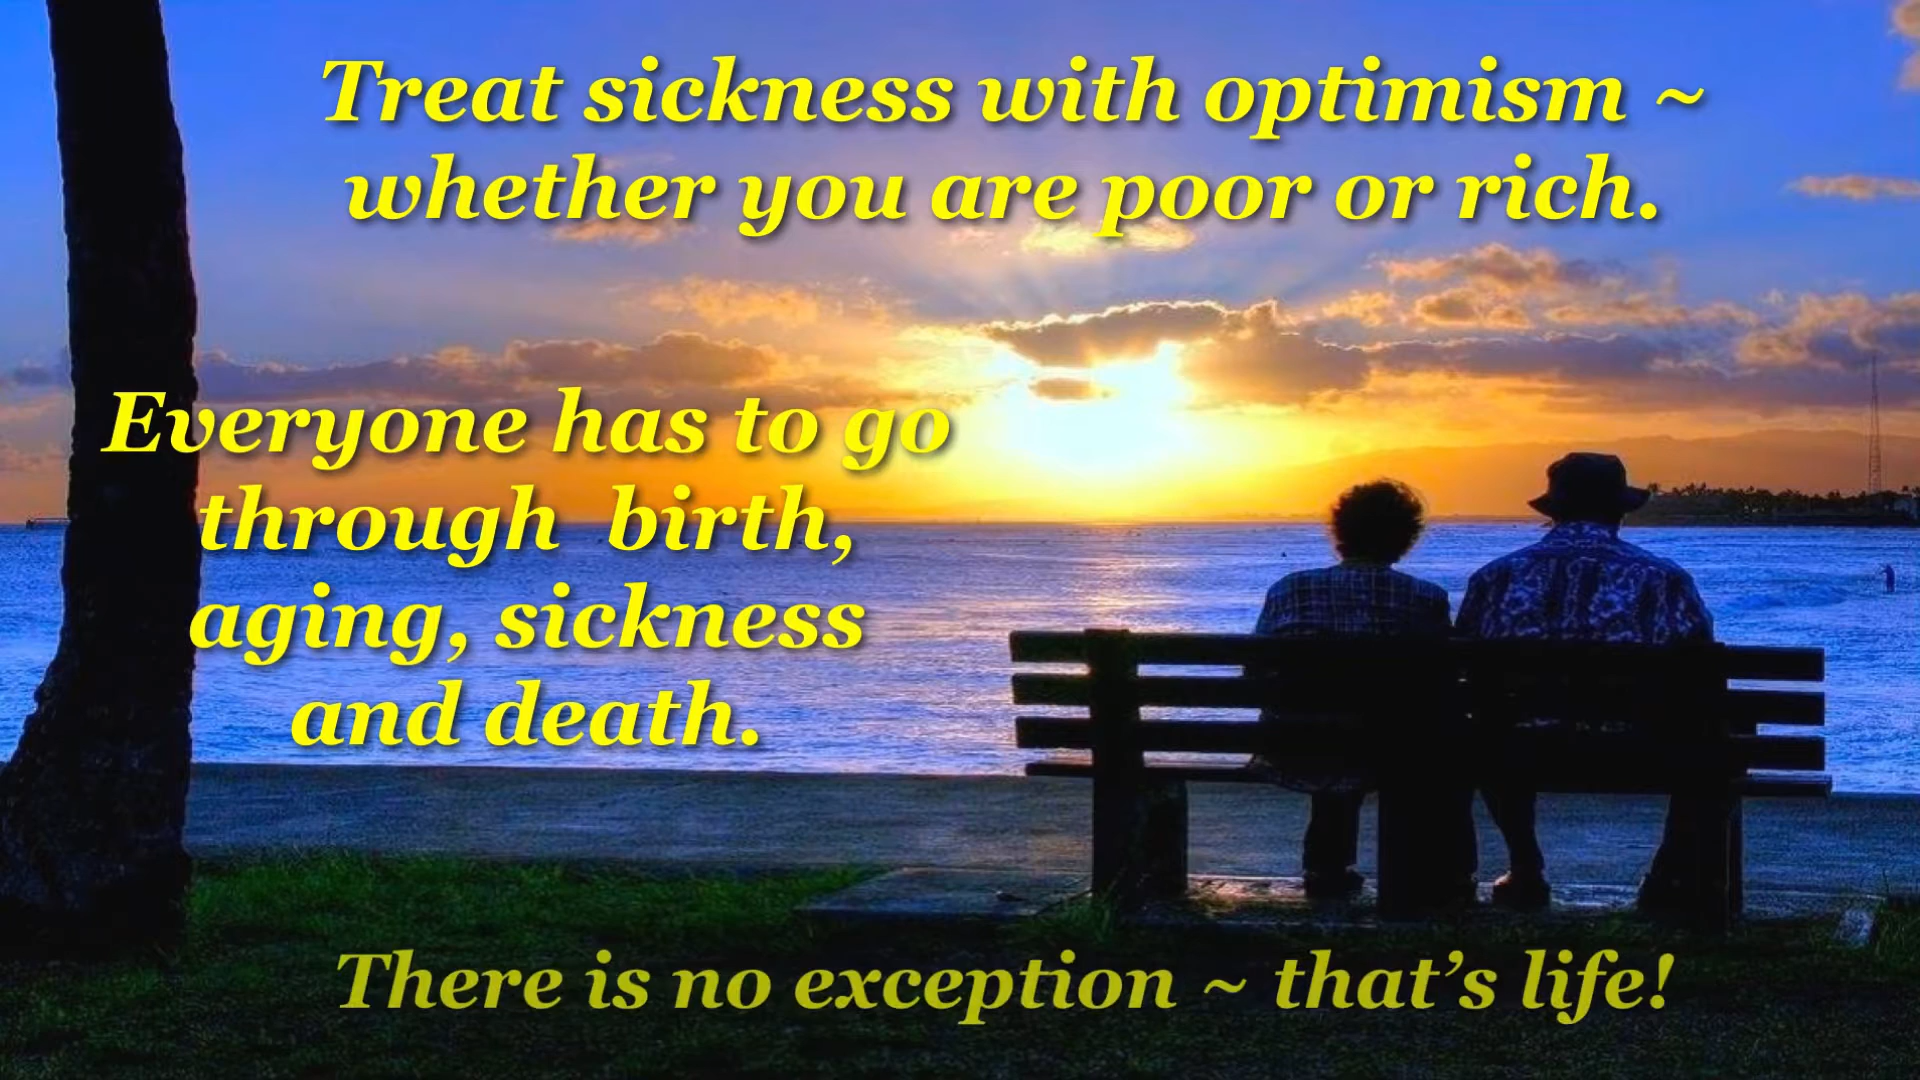 Treat sickness with optimism ~
whether you are poor or rich.
Everyone has to go
through  birth,
aging, sickness
and death.
There is no exception ~ that’s life!